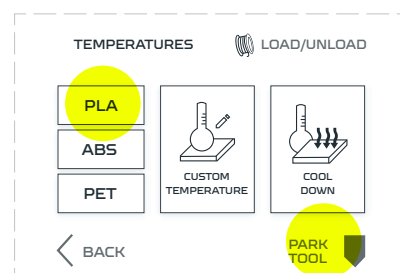 TEMPERATURES
LOAD/UNLOAD
PLA
ABS
PET
CUSTOM
TEMPERATURE
COOL
DOWN
BACK
PARK
TOOL